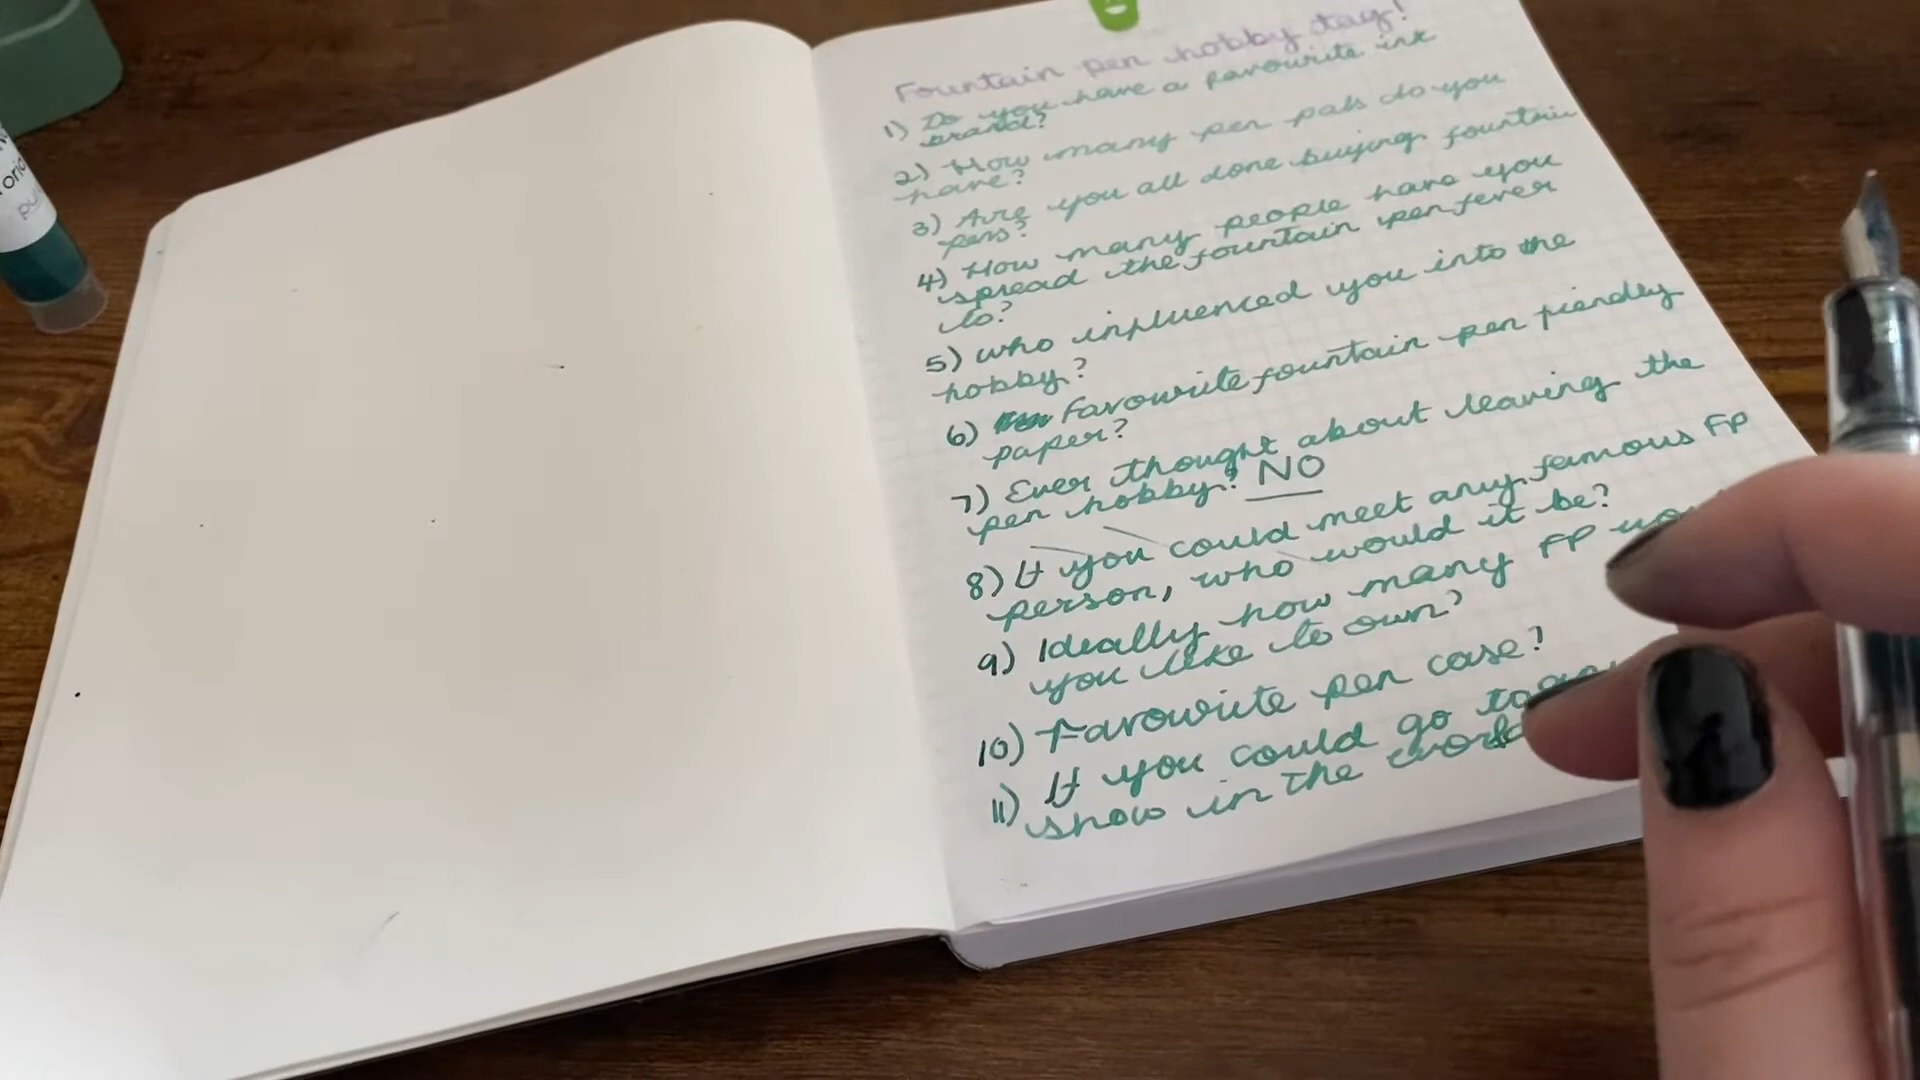 Fountain pen hobby tag!
1) Do you have a favourite ink
brand?
2) How many pen pals do you
have?
3) Are you all done buying fountain
pens?
4) How many people have you
spread the fountain pen fever
to?
5) who influenced you into the
hobby?
6) Favourite fountain pen friendly
paper?
7) Ever thought about leaving the
pen hobby? NO
8) If you could meet any famous FP
person, who would it be?
9) Ideally how many FP
you like to own?
10) Favourite pen case?
11) If you could go to
show in the world